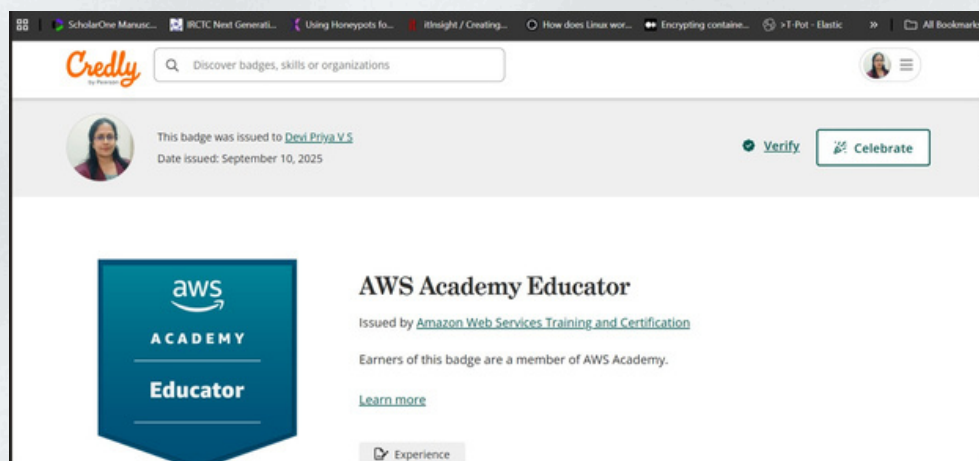 ScholarOne Manusc...
IRCTC Next Generati...
Using Honeypots fo...
itInsight / Creating...
How does Linux wor...
Encrypting containe...
>T-Pot - Elastic
»
All Bookmarks
Credly
by Pearson
Discover badges, skills or organizations
This badge was issued to Devi Priya V S
Date issued: September 10, 2025
Verify
Celebrate
aws
ACADEMY
Educator
AWS Academy Educator
Issued by Amazon Web Services Training and Certification
Earners of this badge are a member of AWS Academy.
Learn more
Experience